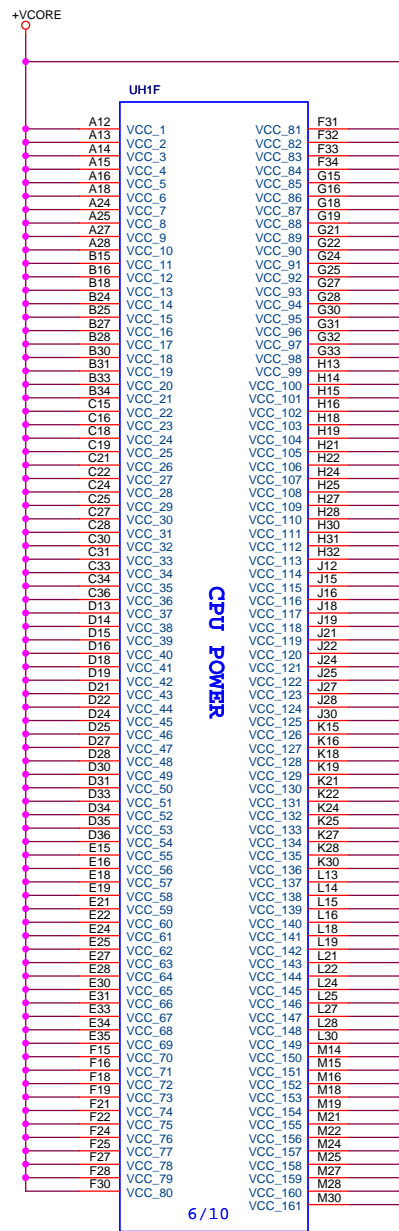 +VCORE
UH1F
A12 VCC_1
A13 VCC_2
A14 VCC_3
A15 VCC_4
A16 VCC_5
A18 VCC_6
A24 VCC_7
A25 VCC_8
A27 VCC_9
A28 VCC_10
B15 VCC_11
B16 VCC_12
B18 VCC_13
B24 VCC_14
B25 VCC_15
B27 VCC_16
B28 VCC_17
B30 VCC_18
B31 VCC_19
B33 VCC_20
B34 VCC_21
C15 VCC_22
C16 VCC_23
C18 VCC_24
C19 VCC_25
C21 VCC_26
C22 VCC_27
C24 VCC_28
C25 VCC_29
C27 VCC_30
C28 VCC_31
C30 VCC_32
C31 VCC_33
C33 VCC_34
C34 VCC_35
C36 VCC_36
D13 VCC_37
D14 VCC_38
D15 VCC_39
D16 VCC_40
D18 VCC_41
D19 VCC_42
D21 VCC_43
D22 VCC_44
D24 VCC_45
D25 VCC_46
D27 VCC_47
D28 VCC_48
D30 VCC_49
D31 VCC_50
D33 VCC_51
D34 VCC_52
D35 VCC_53
D36 VCC_54
E15 VCC_55
E16 VCC_56
E18 VCC_57
E19 VCC_58
E21 VCC_59
E22 VCC_60
E24 VCC_61
E25 VCC_62
E27 VCC_63
E28 VCC_64
E30 VCC_65
E31 VCC_66
E33 VCC_67
E34 VCC_68
E35 VCC_69
F15 VCC_70
F16 VCC_71
F18 VCC_72
F19 VCC_73
F21 VCC_74
F22 VCC_75
F24 VCC_76
F25 VCC_77
F27 VCC_78
F28 VCC_79
F30 VCC_80
CPU POWER
VCC_81 F31
VCC_82 F32
VCC_83 F33
VCC_84 F34
VCC_85 G15
VCC_86 G16
VCC_87 G18
VCC_88 G19
VCC_89 G21
VCC_90 G22
VCC_91 G24
VCC_92 G25
VCC_93 G27
VCC_94 G28
VCC_95 G30
VCC_96 G31
VCC_97 G32
VCC_98 G33
VCC_99 H13
VCC_100 H14
VCC_101 H15
VCC_102 H16
VCC_103 H18
VCC_104 H19
VCC_105 H21
VCC_106 H22
VCC_107 H24
VCC_108 H25
VCC_109 H27
VCC_110 H28
VCC_111 H30
VCC_112 H31
VCC_113 H32
VCC_114 J12
VCC_115 J15
VCC_116 J16
VCC_117 J18
VCC_118 J19
VCC_119 J21
VCC_120 J22
VCC_121 J24
VCC_122 J25
VCC_123 J27
VCC_124 J28
VCC_125 J30
VCC_126 K15
VCC_127 K16
VCC_128 K18
VCC_129 K19
VCC_130 K21
VCC_131 K22
VCC_132 K24
VCC_133 K25
VCC_134 K27
VCC_135 K28
VCC_136 K30
VCC_137 L13
VCC_138 L14
VCC_139 L15
VCC_140 L16
VCC_141 L18
VCC_142 L19
VCC_143 L21
VCC_144 L22
VCC_145 L24
VCC_146 L25
VCC_147 L27
VCC_148 L28
VCC_149 L30
VCC_150 M14
VCC_151 M15
VCC_152 M16
VCC_153 M18
VCC_154 M19
VCC_155 M21
VCC_156 M22
VCC_157 M24
VCC_158 M25
VCC_159 M27
VCC_160 M28
VCC_161 M30
6/10